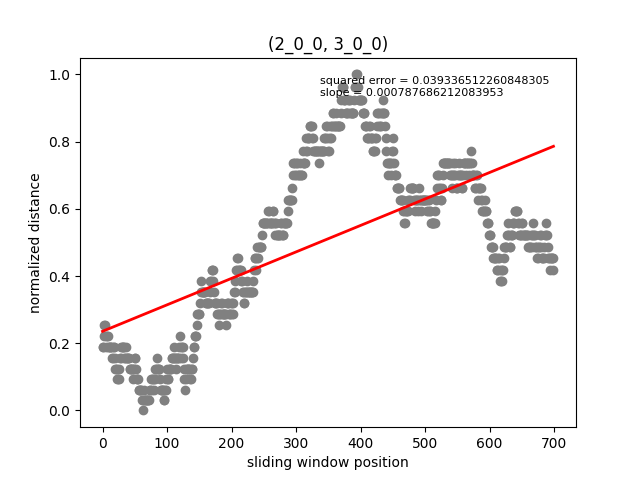 (2_0_0, 3_0_0)
squared error = 0.039336512260848305
slope = 0.000787686212083953
1.0
0.8
0.6
0.4
0.2
0.0
normalized distance
0 100 200 300 400 500 600 700
sliding window position